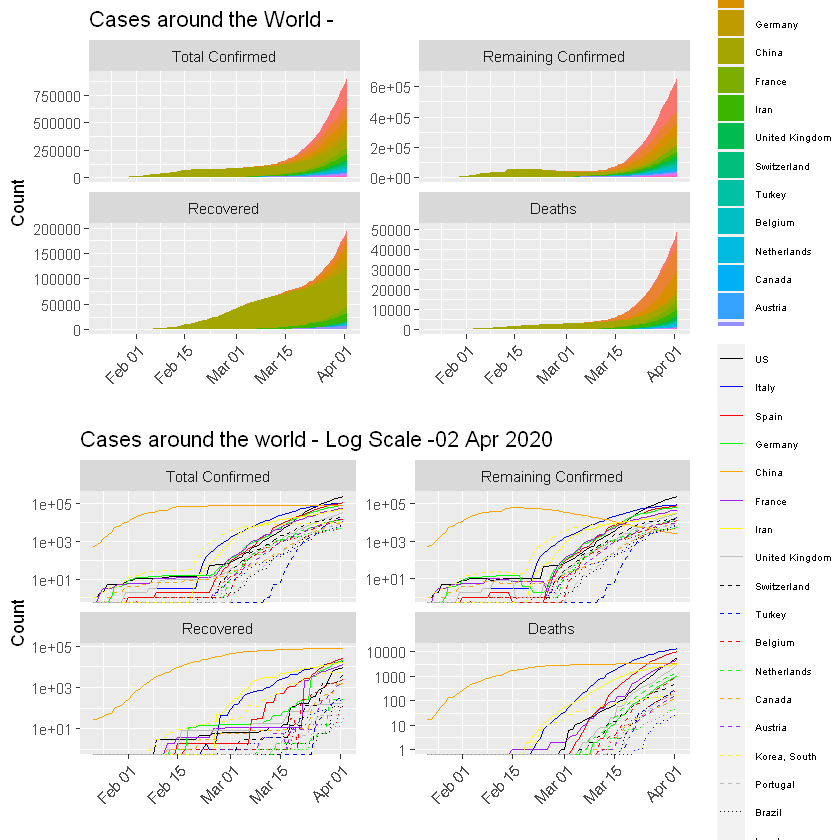 Cases around the World -
Total Confirmed
Remaining Confirmed
750000
500000
250000
0
6e+05
4e+05
2e+05
0e+00
Count
Recovered
Deaths
200000
150000
100000
50000
0
50000
40000
30000
20000
10000
0
Feb 01
Feb 15
Mar 01
Mar 15
Apr 01
Feb 01
Feb 15
Mar 01
Mar 15
Apr 01
Germany
China
France
Iran
United Kingdom
Switzerland
Turkey
Belgium
Netherlands
Canada
Austria
Cases around the world - Log Scale -02 Apr 2020
Total Confirmed
Remaining Confirmed
1e+05
1e+03
1e+01
1e+05
1e+03
1e+01
Count
Recovered
Deaths
1e+05
1e+03
1e+01
10000
1000
100
10
1
Feb 01
Feb 15
Mar 01
Mar 15
Apr 01
Feb 01
Feb 15
Mar 01
Mar 15
Apr 01
US
Italy
Spain
Germany
China
France
Iran
United Kingdom
Switzerland
Turkey
Belgium
Netherlands
Canada
Austria
Korea, South
Portugal
Brazil